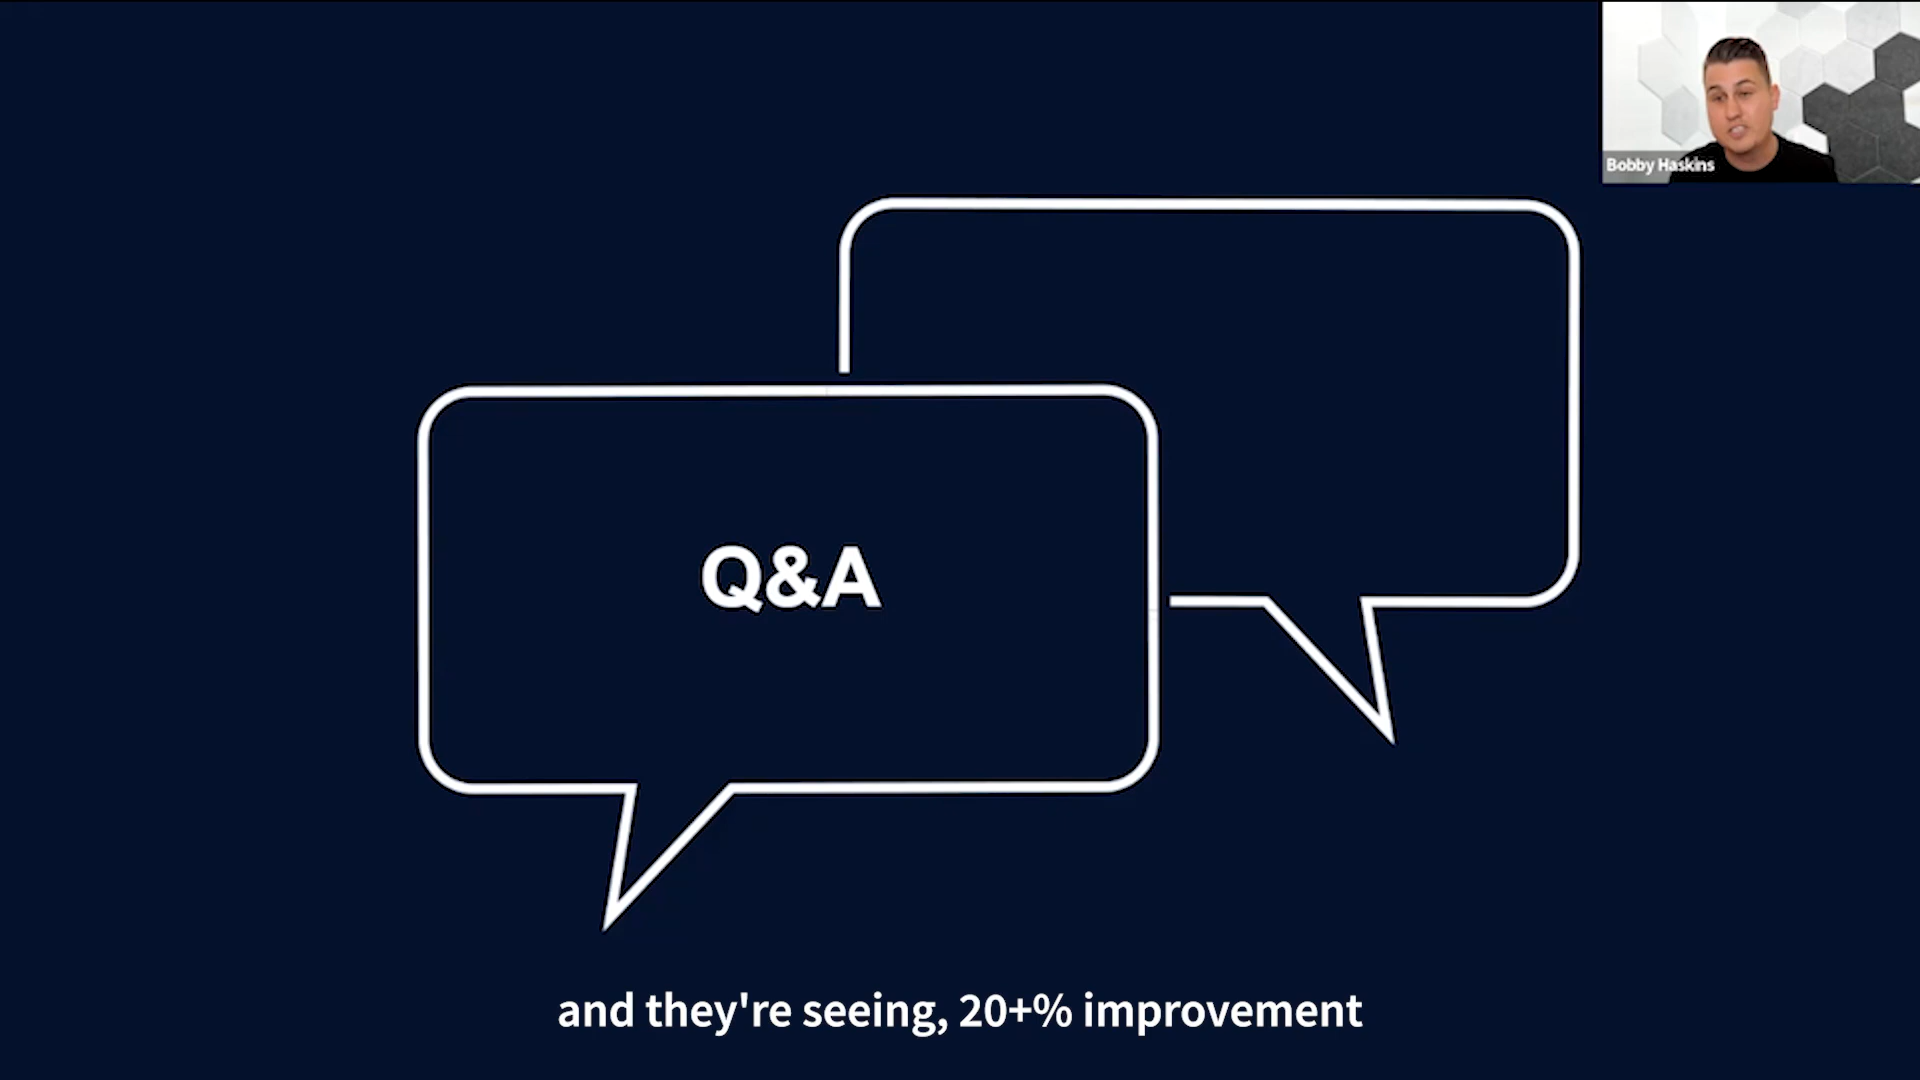 Bobby Haskins
Q&A
and they're seeing, 20+% improvement